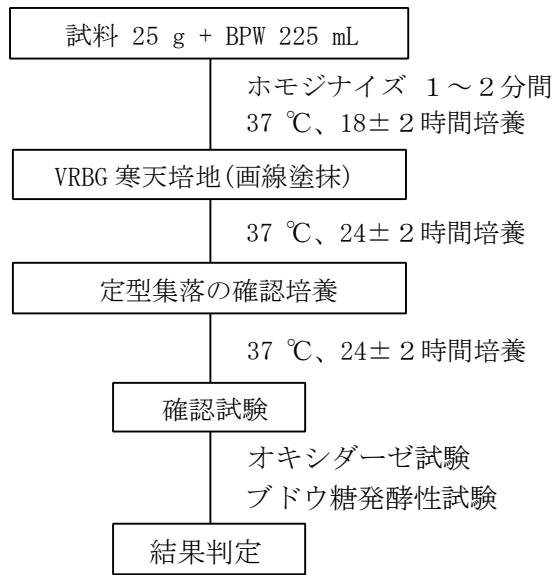 試料 25 g + BPW 225 mL
ホモジナイズ １～２分間
37 ℃、18±２時間培養
VRBG 寒天培地(画線塗抹)
37 ℃、24±２時間培養
定型集落の確認培養
37 ℃、24±２時間培養
確認試験
オキシダーゼ試験
ブドウ糖発酵性試験
結果判定